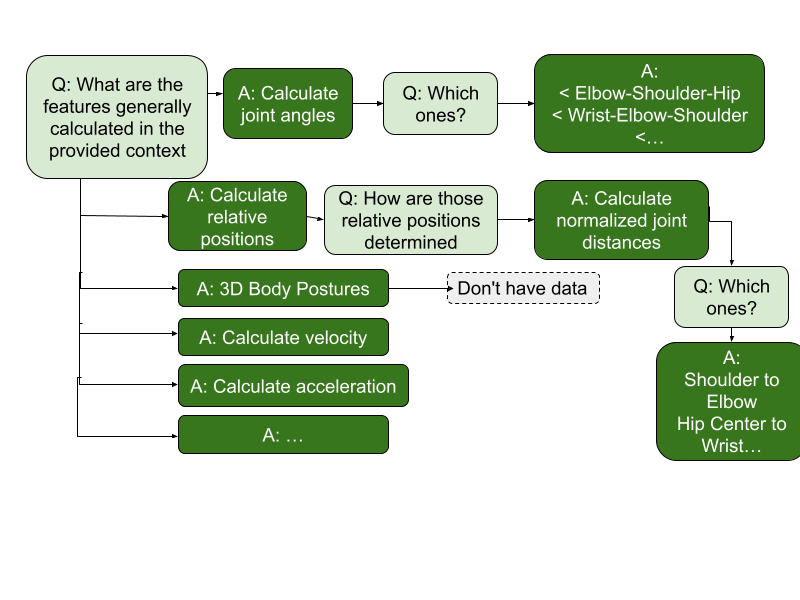 Q: What are the
features generally
calculated in the
provided context
A: Calculate
joint angles
Q: Which
ones?
A:
< Elbow-Shoulder-Hip
< Wrist-Elbow-Shoulder
<…
A: Calculate
relative
positions
Q: How are those
relative positions
determined
A: Calculate
normalized joint
distances
Q: Which
ones?
A:
Shoulder to
Elbow
Hip Center to
Wrist…
A: 3D Body Postures
Don't have data
A: Calculate velocity
A: Calculate acceleration
A: …